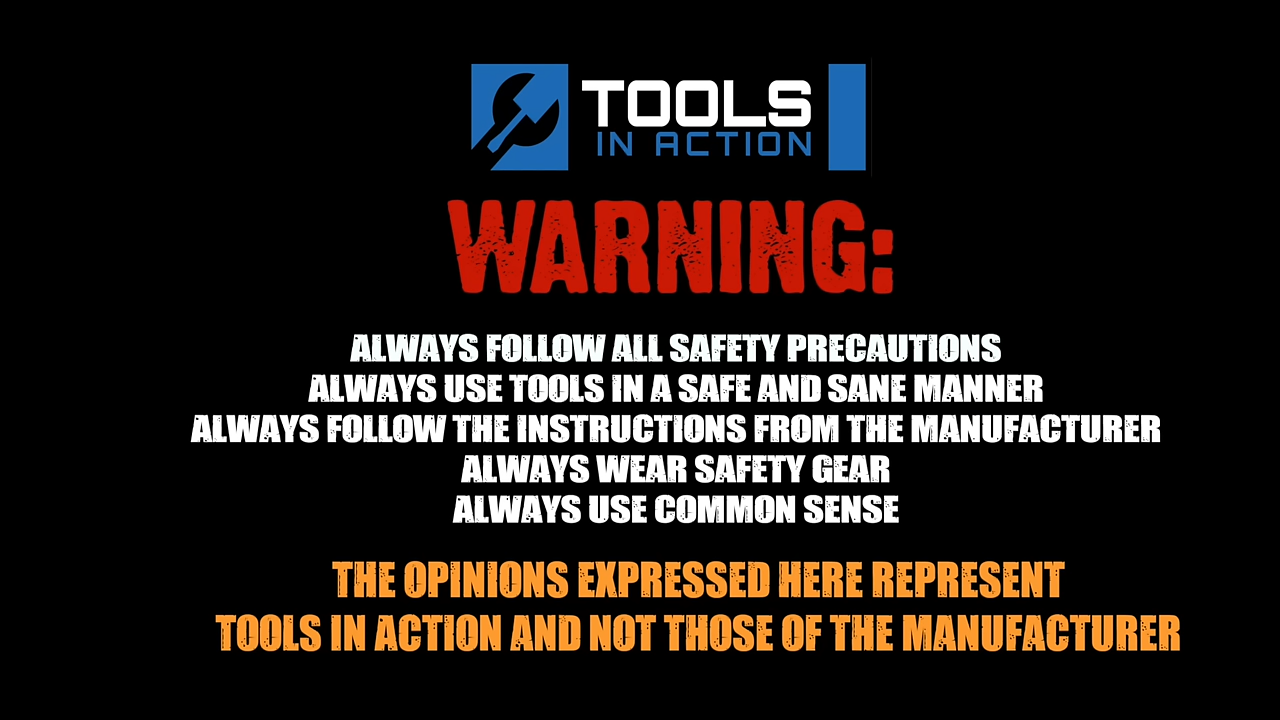 TOOLS
IN ACTION
WARNING:
ALWAYS FOLLOW ALL SAFETY PRECAUTIONS
ALWAYS USE TOOLS IN A SAFE AND SANE MANNER
ALWAYS FOLLOW THE INSTRUCTIONS FROM THE MANUFACTURER
ALWAYS WEAR SAFETY GEAR
ALWAYS USE COMMON SENSE
THE OPINIONS EXPRESSED HERE REPRESENT
TOOLS IN ACTION AND NOT THOSE OF THE MANUFACTURER